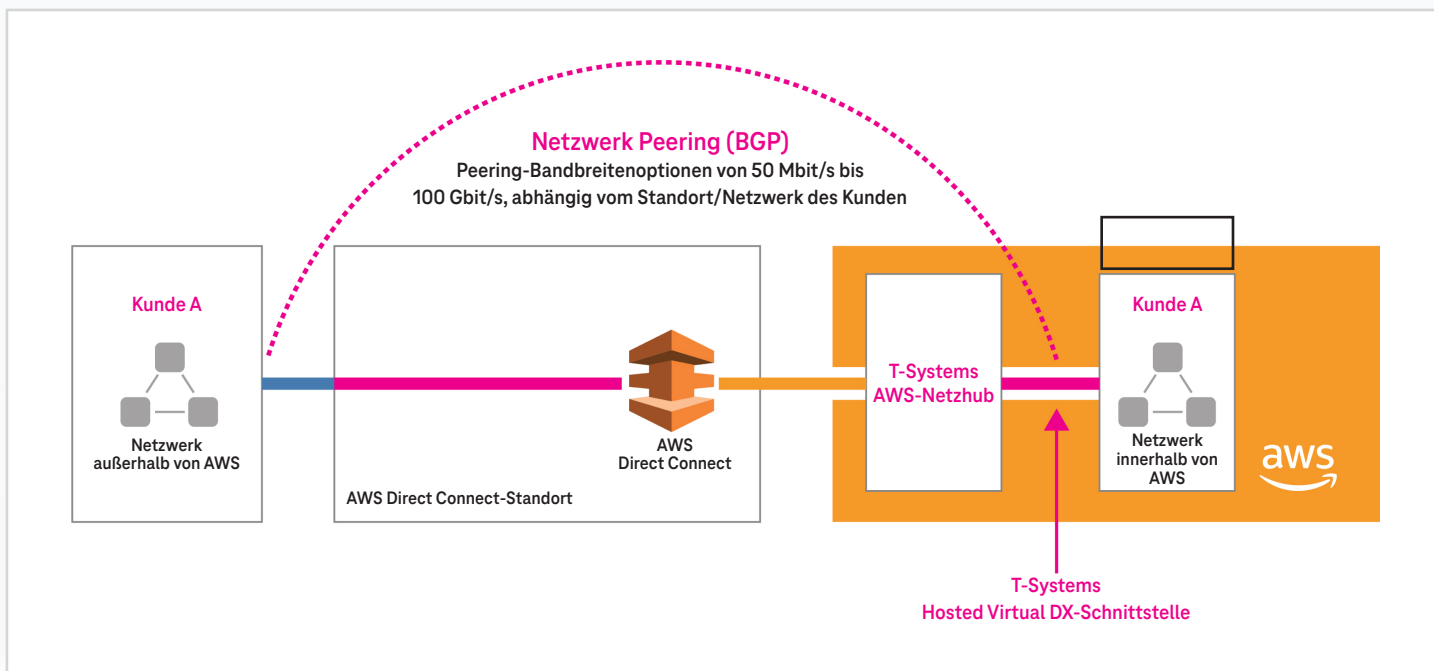 Netzwerk Peering (BGP)
Peering-Bandbreitenoptionen von 50 Mbit/s bis
100 Gbit/s, abhängig vom Standort/Netzwerk des Kunden
Kunde A
Netzwerk
außerhalb von AWS
AWS
Direct Connect
AWS Direct Connect-Standort
T-Systems
AWS-Netzhub
Kunde A
Netzwerk
innerhalb von
AWS
aws
T-Systems
Hosted Virtual DX-Schnittstelle